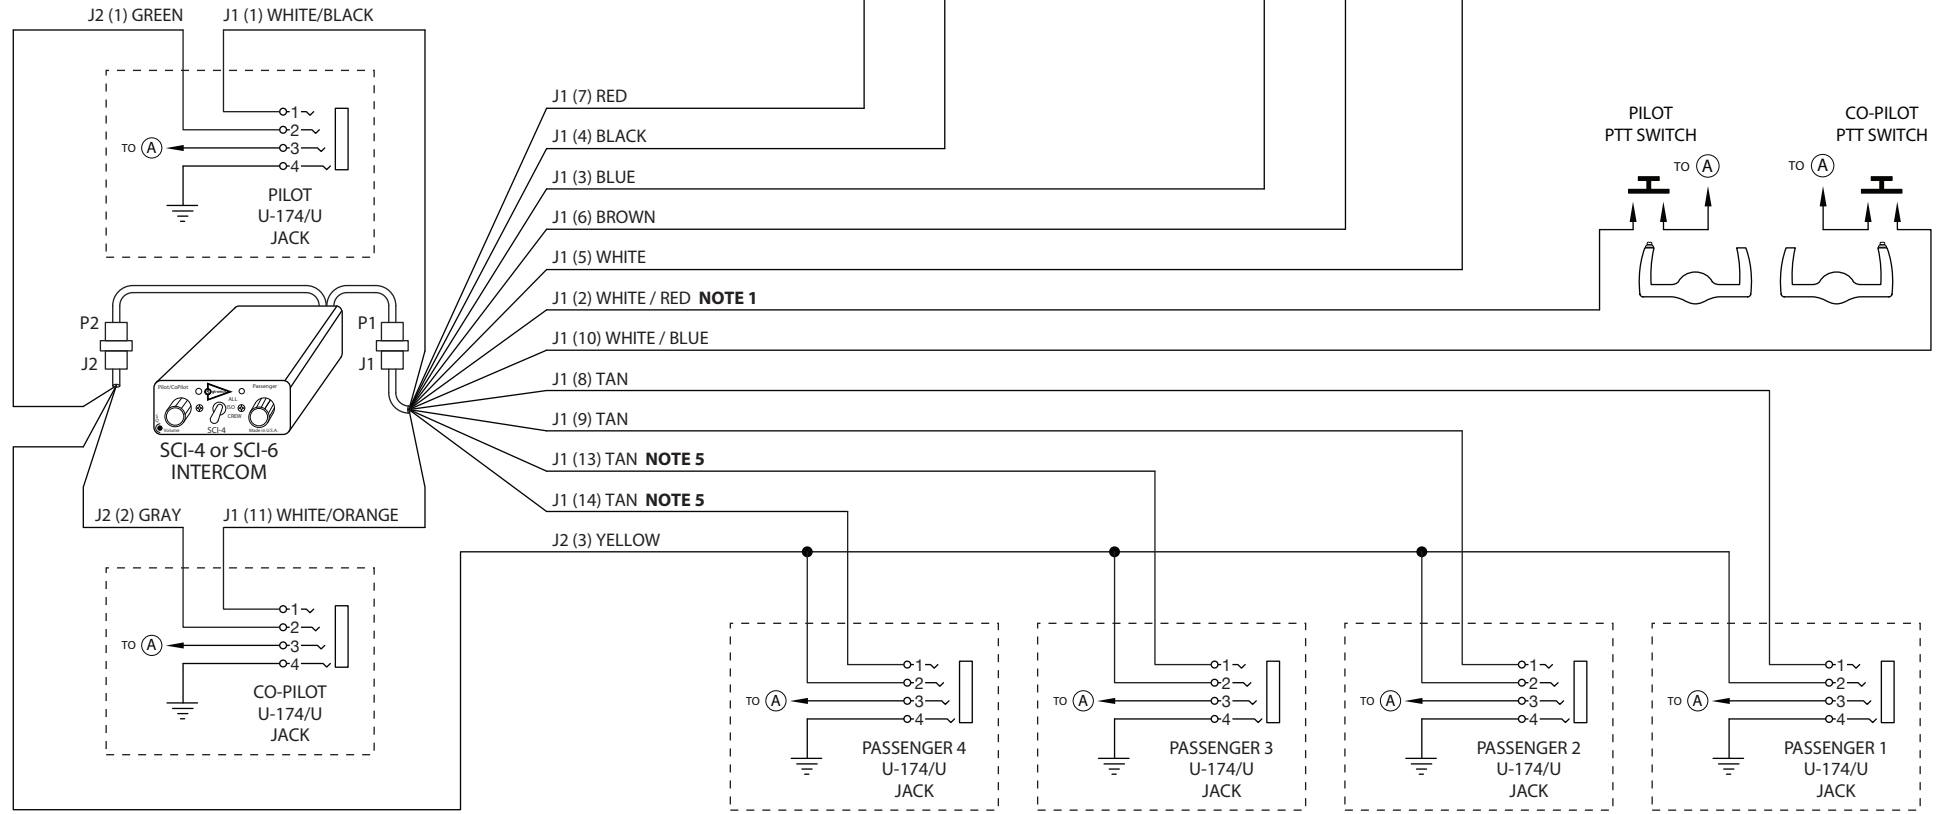 J2 (1) GREEN
J1 (1) WHITE/BLACK
1
2
TO A
3
4
PILOT
U-174/U
JACK
J1 (7) RED
J1 (4) BLACK
J1 (3) BLUE
J1 (6) BROWN
J1 (5) WHITE
J1 (2) WHITE / RED NOTE 1
J1 (10) WHITE / BLUE
J1 (8) TAN
J1 (9) TAN
J1 (13) TAN NOTE 5
J1 (14) TAN NOTE 5
J2 (3) YELLOW
PILOT
PTT SWITCH
TO A
CO-PILOT
PTT SWITCH
TO A
P2
J2
P1
J1
Pilot/CoPilot
Passenger
ALL
ISO
CREW
Volume
SCI-4
Made in U.S.A.
SCI-4 or SCI-6
INTERCOM
J2 (2) GRAY
J1 (11) WHITE/ORANGE
1
2
TO A
3
4
CO-PILOT
U-174/U
JACK
1
2
TO A
3
4
PASSENGER 4
U-174/U
JACK
1
2
TO A
3
4
PASSENGER 3
U-174/U
JACK
1
2
TO A
3
4
PASSENGER 2
U-174/U
JACK
1
2
TO A
3
4
PASSENGER 1
U-174/U
JACK